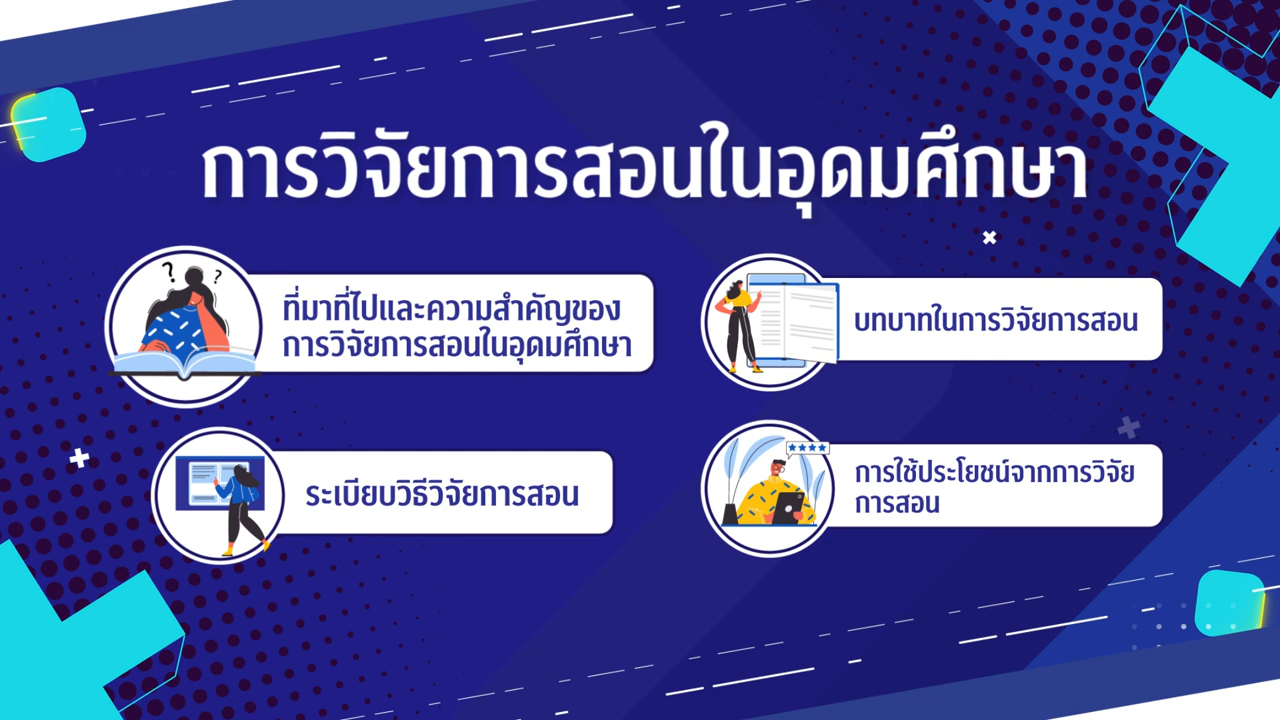 การวิจัยการสอนในอุดมศึกษา
ที่มาที่ไปและความสำคัญของ
การวิจัยการสอนในอุดมศึกษา
บทบาทในการวิจัยการสอน
ระเบียบวิธีวิจัยการสอน
การใช้ประโยชน์จากการวิจัย
การสอน